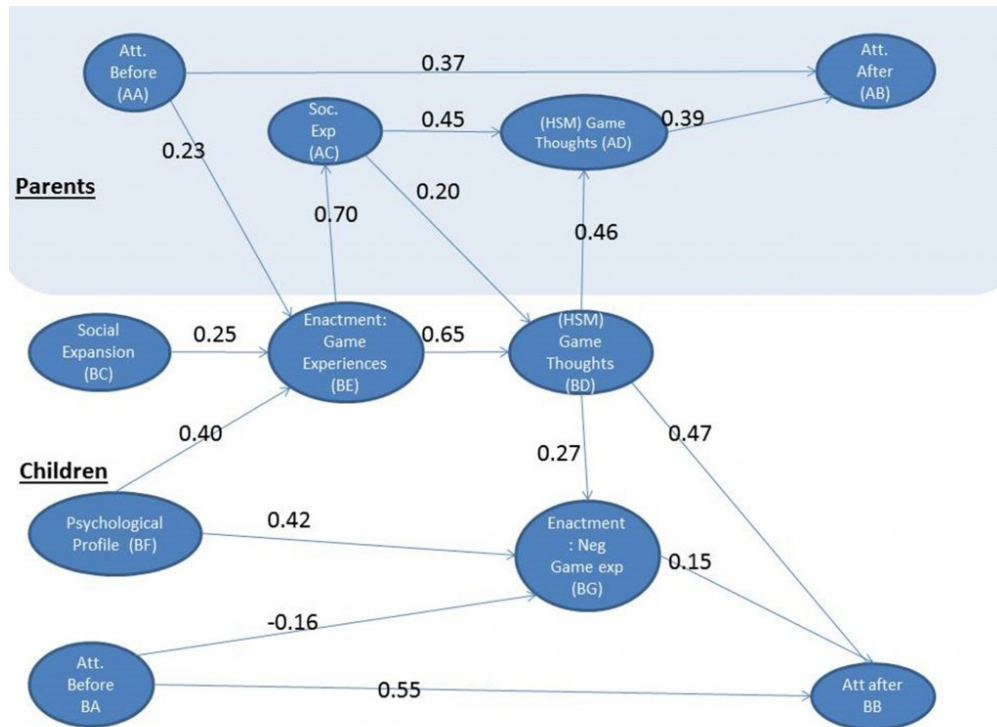 Att.
Before
(AA)
0.37
Att.
After
(AB)
Soc.
Exp
(AC)
0.45
(HSM) Game
Thoughts (AD)
0.39
0.23
Parents
0.20
0.70
0.46
Social
Expansion
(BC)
0.25
Enactment:
Game
Experiences
(BE)
0.65
(HSM)
Game
Thoughts
(BD)
0.40
0.47
0.27
Children
Psychological
Profile (BF)
0.42
Enactment
: Neg
Game exp
(BG)
0.15
-0.16
Att.
Before
BA
0.55
Att after
BB